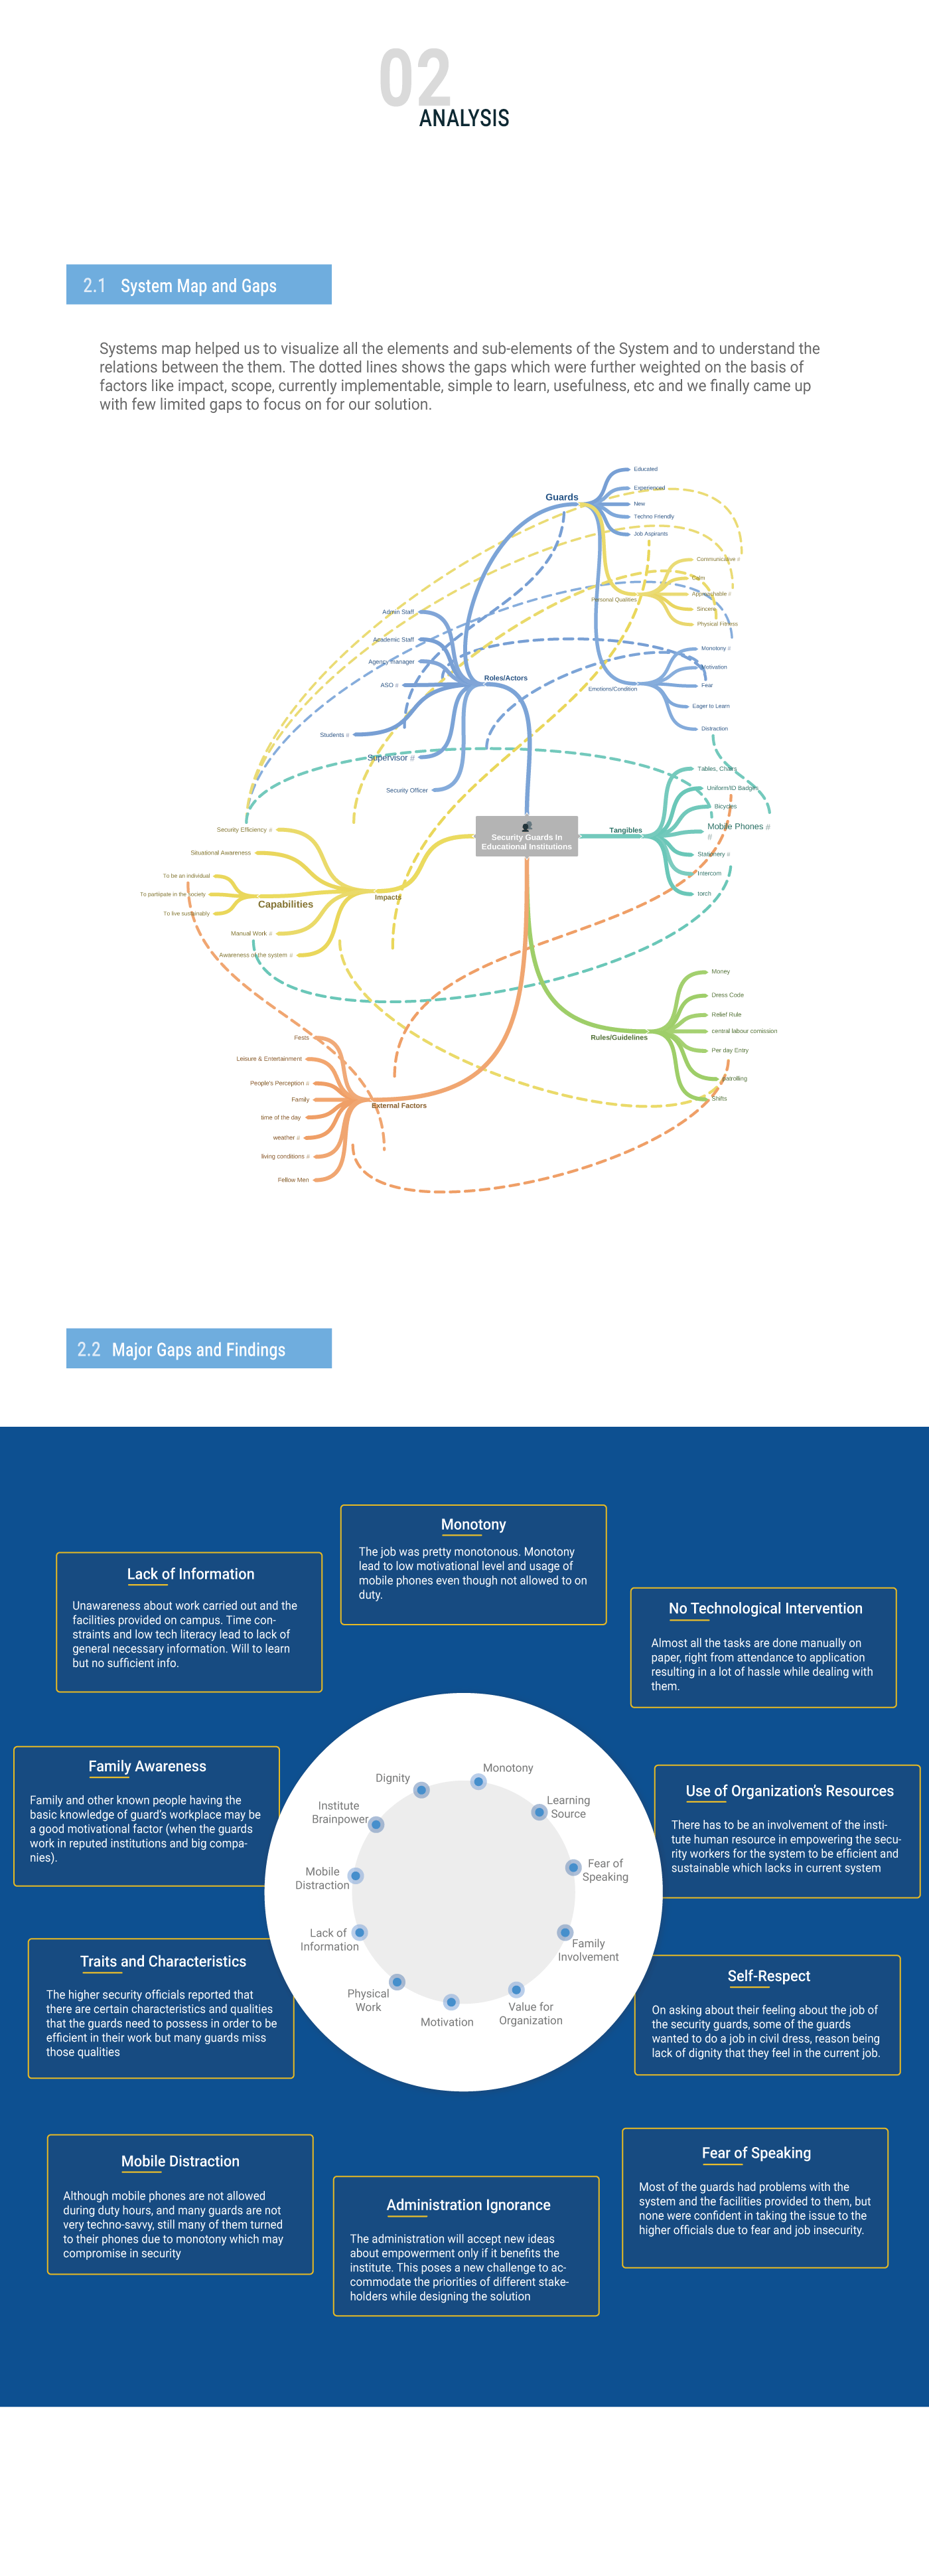 02
ANALYSIS
2.1 System Map and Gaps
Systems map helped us to visualize all the elements and sub-elements of the System and to understand the
relations between the them. The dotted lines shows the gaps which were further weighted on the basis of
factors like impact, scope, currently implementable, simple to learn, usefulness, etc and we finally came up
with few limited gaps to focus on for our solution.
Guards
Educated
Experienced
New
Techno Friendly
Job Aspirants
Personal Qualities
Communicative #
Calm
Approachable #
Sincere
Physical Fitness
Emotions/Condition
Monotony #
Motivation
Fear
Eager to Learn
Distraction
Roles/Actors
Admin Staff
Academic Staff
Agency manager
ASO #
Students #
Supervisor #
Security Officer
Security Guards In
Educational Institutions
Tangibles
Tables, Chairs
Uniform/ID Badge
Bicycles
Mobile Phones #
#
Stationery #
Intercom
torch
Impacts
Security Efficiency #
Situational Awareness
Capabilities
To be an individual
To partiipate in the society
To live sustainably
Manual Work #
Awareness of the system #
Rules/Guidelines
Money
Dress Code
Relief Rule
central labour comission
Per day Entry
Patrolling
Shifts
External Factors
Fests
Leisure & Entertainment
People's Perception #
Family
time of the day
weather #
living conditions #
Fellow Men
2.2 Major Gaps and Findings
Monotony
The job was pretty monotonous. Monotony
lead to low motivational level and usage of
mobile phones even though not allowed to on
duty.
Lack of Information
Unawareness about work carried out and the
facilities provided on campus. Time con-
straints and low tech literacy lead to lack of
general necessary information. Will to learn
but no sufficient info.
No Technological Intervention
Almost all the tasks are done manually on
paper, right from attendance to application
resulting in a lot of hassle while dealing with
them.
Family Awareness
Family and other known people having the
basic knowledge of guard's workplace may be
a good motivational factor (when the guards
work in reputed institutions and big compa-
nies).
Use of Organization's Resources
There has to be an involvement of the insti-
tute human resource in empowering the secu-
rity workers for the system to be efficient and
sustainable which lacks in current system
Monotony
Learning
Source
Fear of
Speaking
Family
Involvement
Value for
Organization
Motivation
Physical
Work
Lack of
Information
Mobile
Distraction
Institute
Brainpower
Dignity
Traits and Characteristics
The higher security officials reported that
there are certain characteristics and qualities
that the guards need to possess in order to be
efficient in their work but many guards miss
those qualities
Self-Respect
On asking about their feeling about the job of
the security guards, some of the guards
wanted to do a job in civil dress, reason being
lack of dignity that they feel in the current job.
Mobile Distraction
Although mobile phones are not allowed
during duty hours, and many guards are not
very techno-savvy, still many of them turned
to their phones due to monotony which may
compromise in security
Administration Ignorance
The administration will accept new ideas
about empowerment only if it benefits the
institute. This poses a new challenge to ac-
commodate the priorities of different stake-
holders while designing the solution
Fear of Speaking
Most of the guards had problems with the
system and the facilities provided to them, but
none were confident in taking the issue to the
higher officials due to fear and job insecurity.